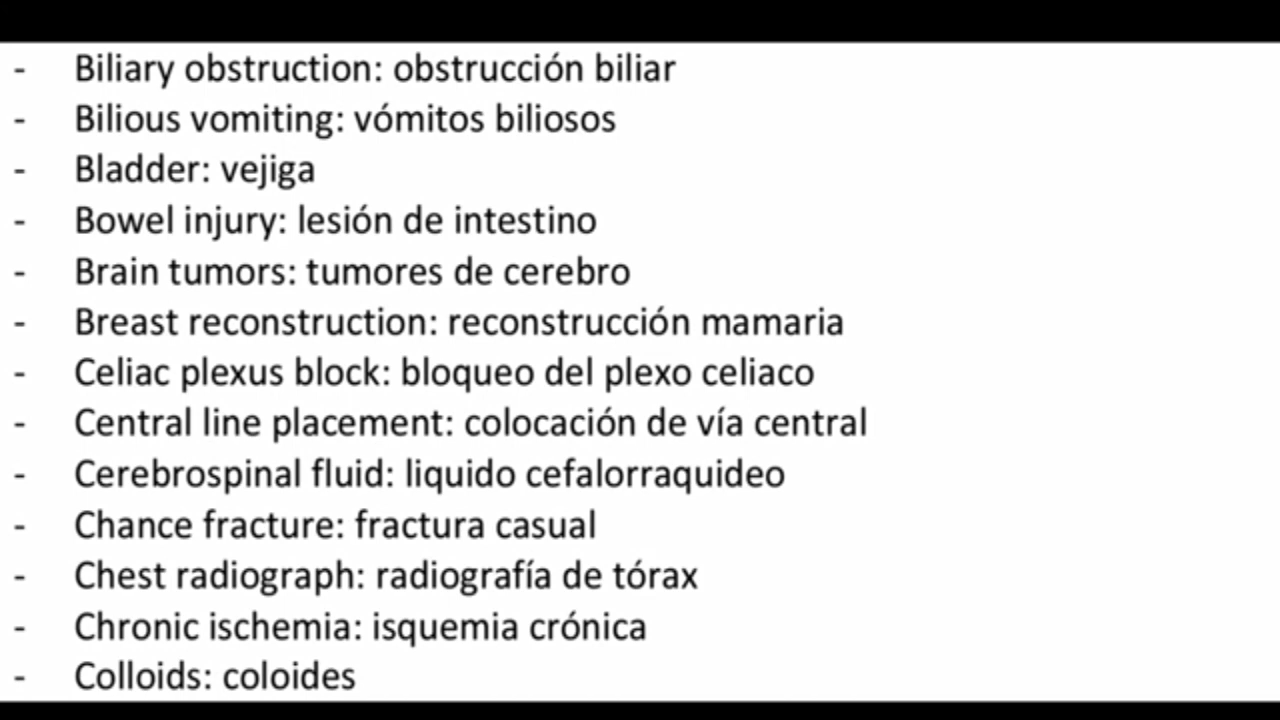 - Biliary obstruction: obstrucción biliar
- Bilious vomiting: vómitos biliosos
- Bladder: vejiga
- Bowel injury: lesión de intestino
- Brain tumors: tumores de cerebro
- Breast reconstruction: reconstrucción mamaria
- Celiac plexus block: bloqueo del plexo celiaco
- Central line placement: colocación de vía central
- Cerebrospinal fluid: liquido cefalorraquideo
- Chance fracture: fractura casual
- Chest radiograph: radiografía de tórax
- Chronic ischemia: isquemia crónica
- Colloids: coloides